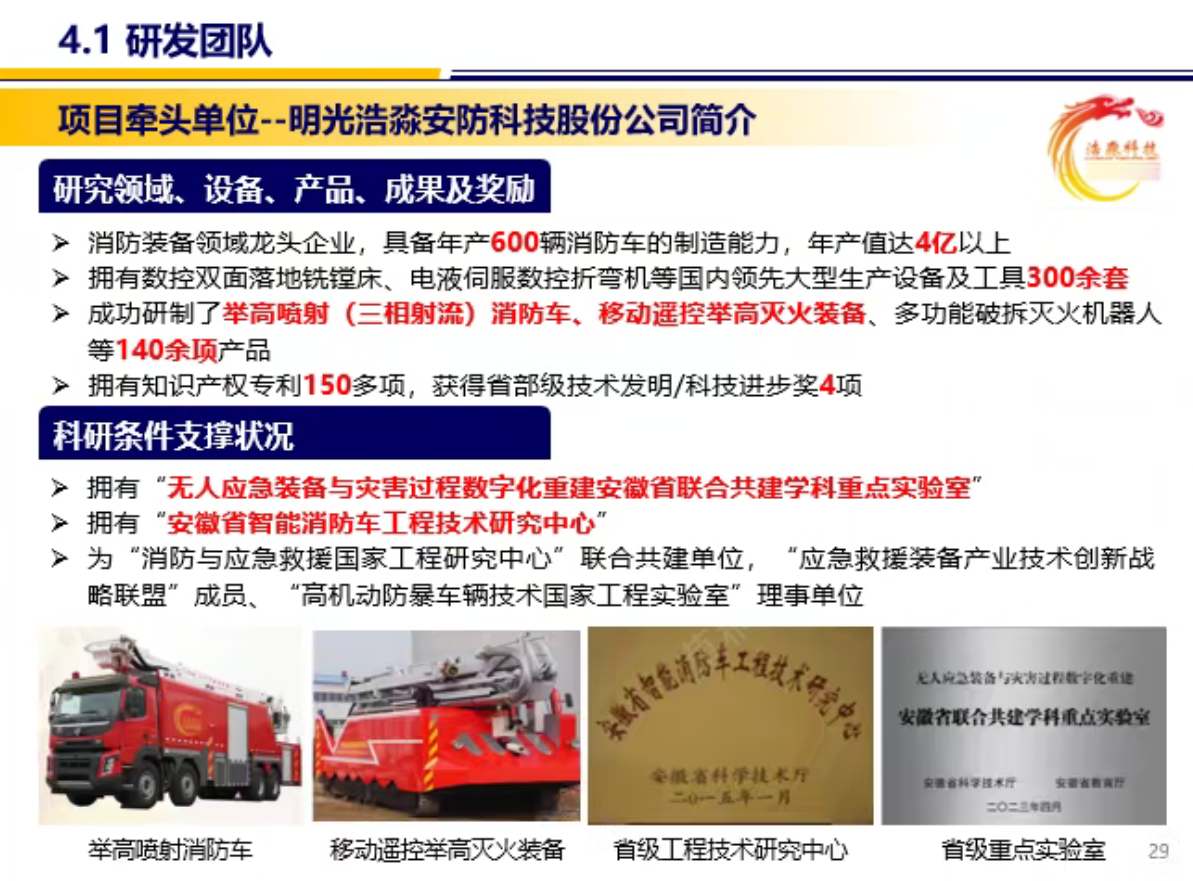 4.1 研发团队
项目牵头单位--明光浩淼安防科技股份公司简介
浩淼科技
研究领域、设备、产品、成果及奖励
➢ 消防装备领域龙头企业，具备年产600辆消防车的制造能力，年产值达4亿以上
➢ 拥有数控双面落地铣镗床、电液伺服数控折弯机等国内领先大型生产设备及工具300余套
➢ 成功研制了举高喷射（三相射流）消防车、移动遥控举高灭火装备、多功能破拆灭火机器人
等140余项产品
➢ 拥有知识产权专利150多项，获得省部级技术发明/科技进步奖4项
科研条件支撑状况
➢ 拥有“无人应急装备与灾害过程数字化重建安徽省联合共建学科重点实验室”
➢ 拥有“安徽省智能消防车工程技术研究中心”
➢ 为“消防与应急救援国家工程研究中心”联合共建单位，“应急救援装备产业技术创新战
略联盟”成员、“高机动防暴车辆技术国家工程实验室”理事单位
安徽省智能消防车工程技术研究中心
安徽省科学技术厅
二〇一五年一月
无人应急装备与灾害过程数字化重建
安徽省联合共建学科重点实验室
安徽省科学技术厅 安徽省教育厅
二〇二三年四月
举高喷射消防车
移动遥控举高灭火装备
省级工程技术研究中心
省级重点实验室
29